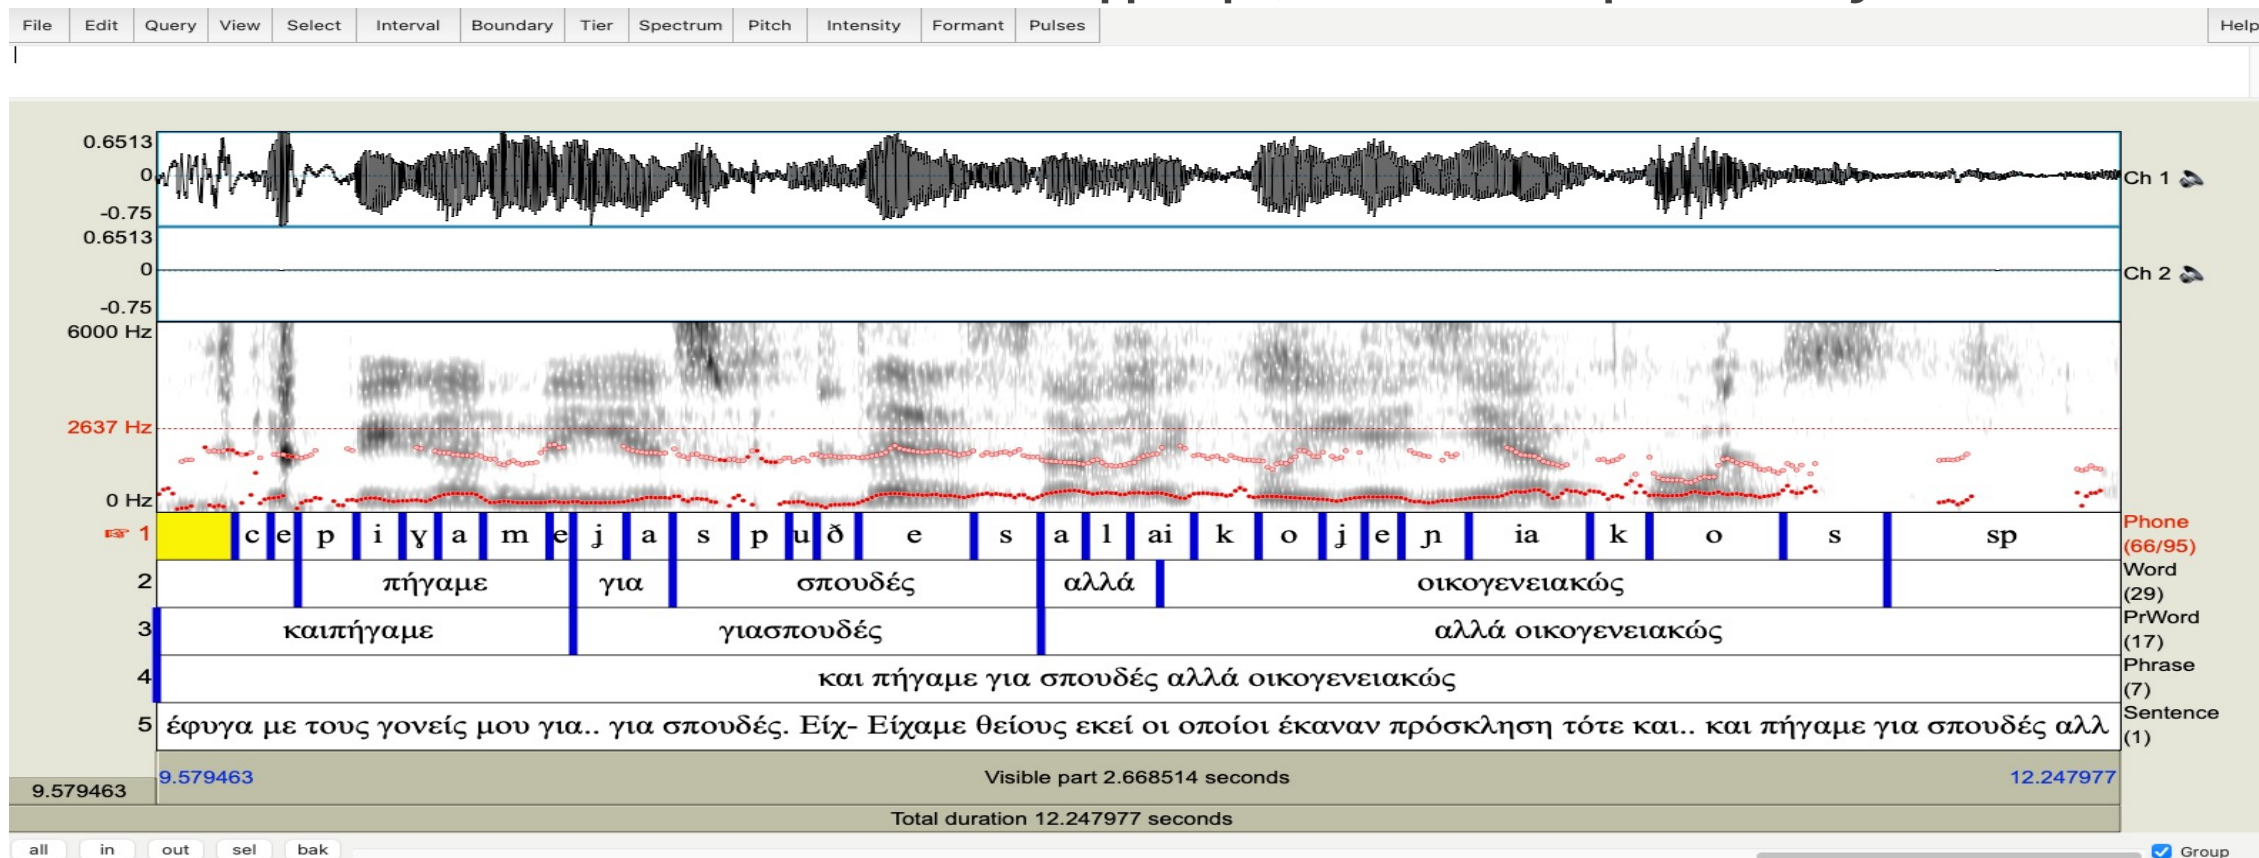 File Edit Query View Select Interval Boundary Tier Spectrum Pitch Intensity Formant Pulses Help
0.6513
0
-0.75
Ch 1
0.6513
0
-0.75
Ch 2
6000 Hz
2637 Hz
0 Hz
1 c e p i ɣ a m e j a s p u ð e s a l ai k o j e ɲ ia k o s sp Phone (66/95)
2 πήγαμε για σπουδές αλλά οικογενειακώς Word (29)
3 καιπήγαμε γιασπουδές αλλά οικογενειακώς PrWord (17)
4 και πήγαμε για σπουδές αλλά οικογενειακώς Phrase (7)
5 έφυγα με τους γονείς μου για.. για σπουδές. Είχ- Είχαμε θείους εκεί οι οποίοι έκαναν πρόσκληση τότε και.. και πήγαμε για σπουδές αλλ Sentence (1)
9.579463 Visible part 2.668514 seconds 12.247977
9.579463
Total duration 12.247977 seconds
all in out sel bak Group